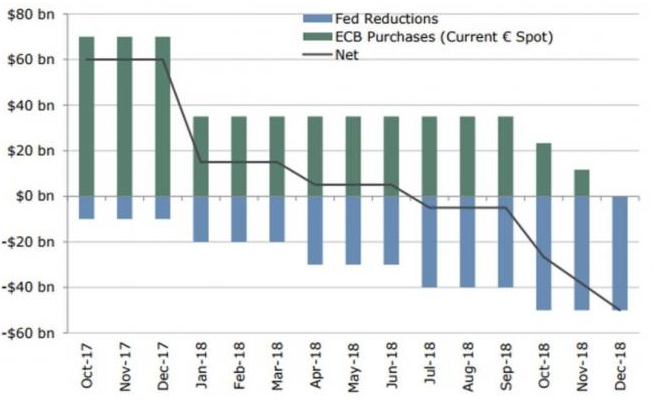 $80 bn
$60 bn
$40 bn
$20 bn
$0 bn
-$20 bn
-$40 bn
-$60 bn
Fed Reductions
ECB Purchases (Current € Spot)
Net
Oct-17
Nov-17
Dec-17
Jan-18
Feb-18
Mar-18
Apr-18
May-18
Jun-18
Jul-18
Aug-18
Sep-18
Oct-18
Nov-18
Dec-18